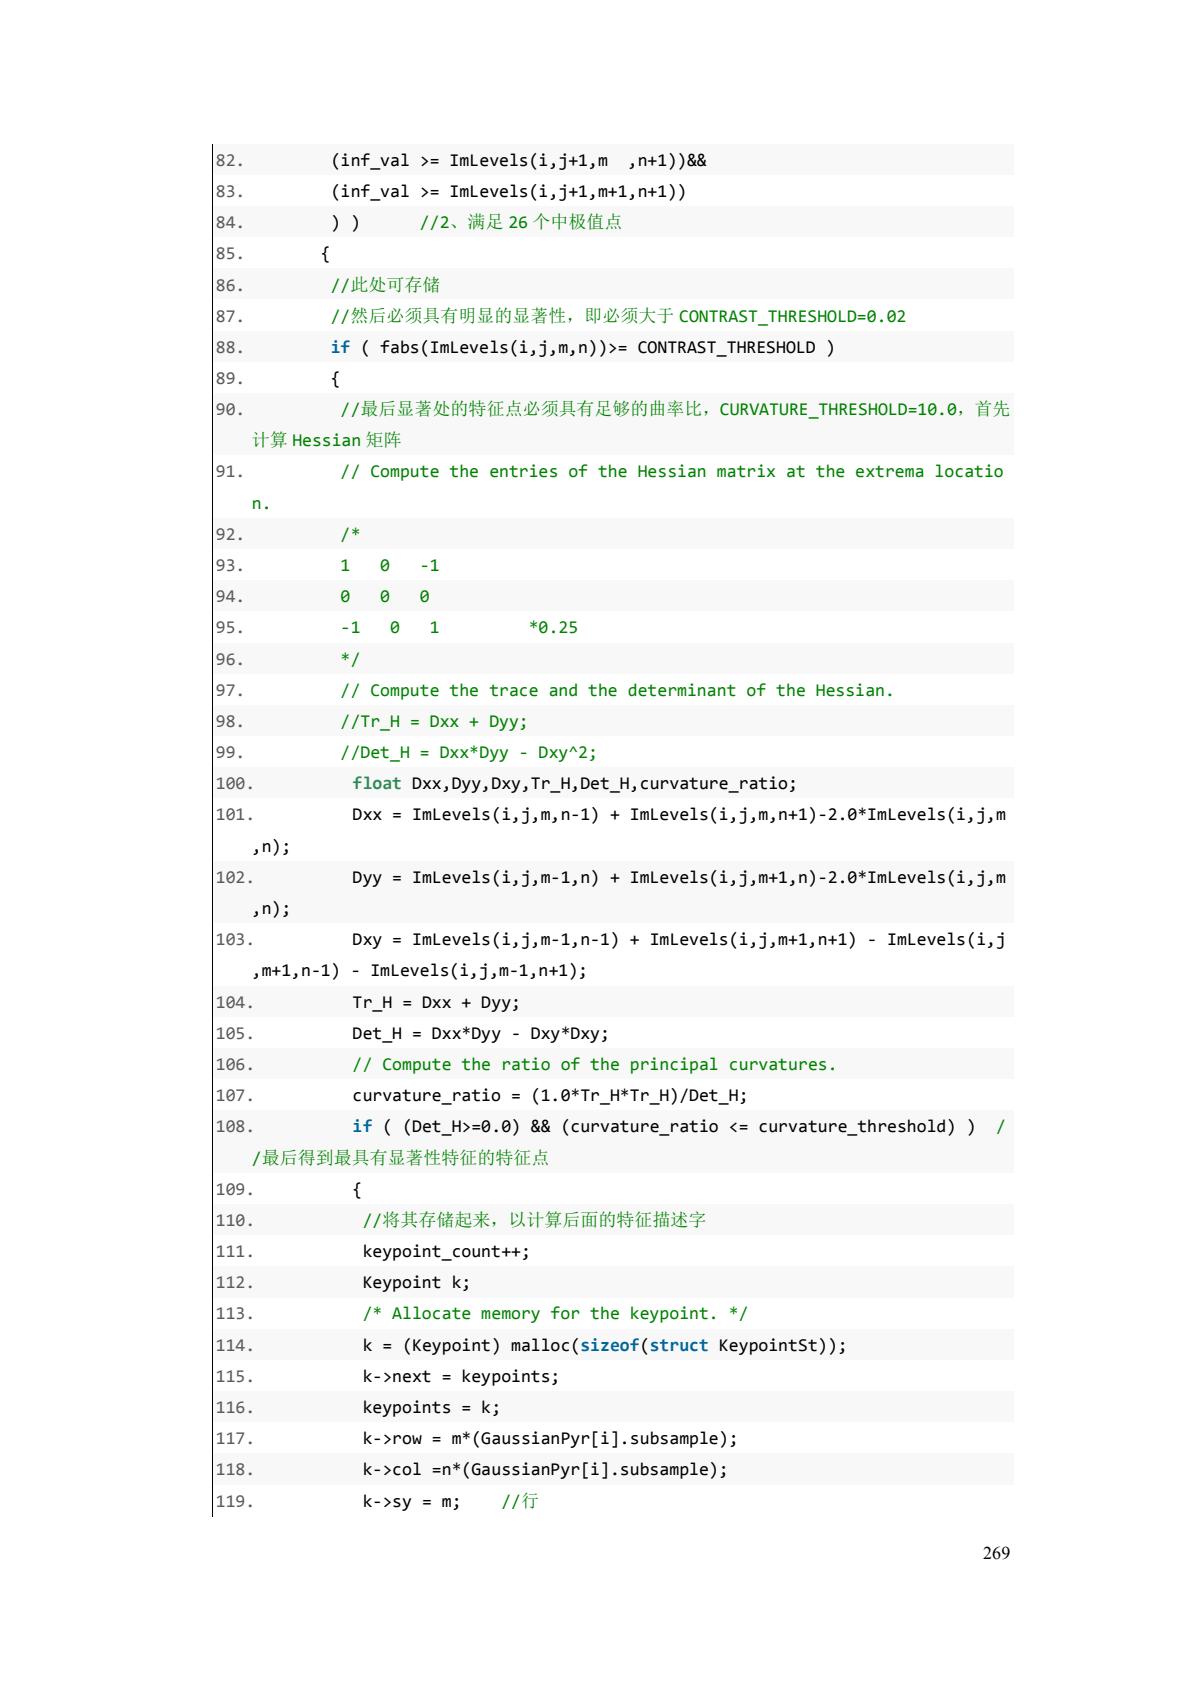 82.         (inf_val >= ImLevels(i,j+1,m  ,n+1))&&
83.         (inf_val >= ImLevels(i,j+1,m+1,n+1))
84.         ) )      //2、满足 26 个中极值点
85.        {
86.         //此处可存储
87.         //然后必须具有明显的显著性，即必须大于 CONTRAST_THRESHOLD=0.02
88.         if ( fabs(ImLevels(i,j,m,n))>= CONTRAST_THRESHOLD )
89.         {
90.          //最后显著处的特征点必须具有足够的曲率比，CURVATURE_THRESHOLD=10.0，首先
计算 Hessian 矩阵
91.          // Compute the entries of the Hessian matrix at the extrema locatio
n.
92.          /*
93.          1   0   -1
94.          0   0   0
95.          -1   0   1         *0.25
96.          */
97.          // Compute the trace and the determinant of the Hessian.
98.          //Tr_H = Dxx + Dyy;
99.          //Det_H = Dxx*Dyy - Dxy^2;
100.          float Dxx,Dyy,Dxy,Tr_H,Det_H,curvature_ratio;
101.          Dxx = ImLevels(i,j,m,n-1) + ImLevels(i,j,m,n+1)-2.0*ImLevels(i,j,m
,n);
102.          Dyy = ImLevels(i,j,m-1,n) + ImLevels(i,j,m+1,n)-2.0*ImLevels(i,j,m
,n);
103.          Dxy = ImLevels(i,j,m-1,n-1) + ImLevels(i,j,m+1,n+1) - ImLevels(i,j
,m+1,n-1) - ImLevels(i,j,m-1,n+1);
104.          Tr_H = Dxx + Dyy;
105.          Det_H = Dxx*Dyy - Dxy*Dxy;
106.          // Compute the ratio of the principal curvatures.
107.          curvature_ratio = (1.0*Tr_H*Tr_H)/Det_H;
108.          if ( (Det_H>=0.0) && (curvature_ratio <= curvature_threshold) )  /
/最后得到最具有显著性特征的特征点
109.          {
110.           //将其存储起来，以计算后面的特征描述字
111.           keypoint_count++;
112.           Keypoint k;
113.           /* Allocate memory for the keypoint. */
114.           k = (Keypoint) malloc(sizeof(struct KeypointSt));
115.           k->next = keypoints;
116.           keypoints = k;
117.           k->row = m*(GaussianPyr[i].subsample);
118.           k->col =n*(GaussianPyr[i].subsample);
119.           k->sy = m;    //行
269